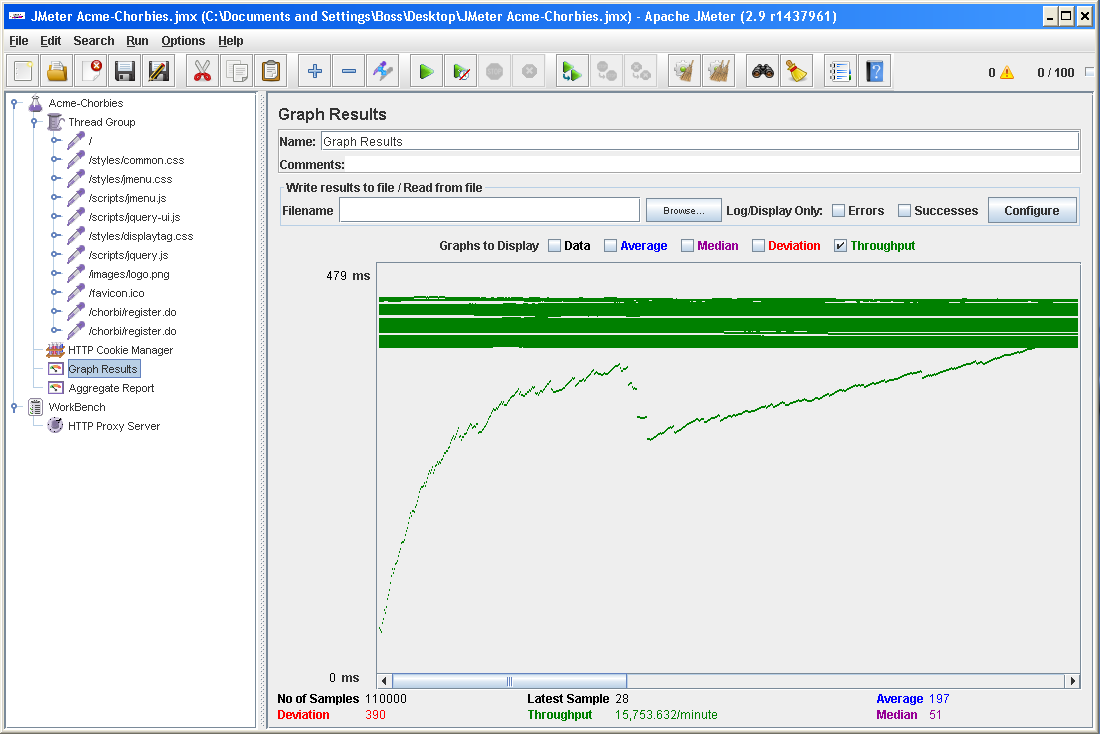 JMeter Acme-Chorbies.jmx (C:\Documents and Settings\Boss\Desktop\JMeter Acme-Chorbies.jmx) - Apache JMeter (2.9 r1437961)
File Edit Search Run Options Help
0 0 / 100
Acme-Chorbies
Thread Group
/
/styles/common.css
/styles/jmenu.css
/scripts/jmenu.js
/scripts/jquery-ui.js
/styles/displaytag.css
/scripts/jquery.js
/images/logo.png
/favicon.ico
/chorbi/register.do
/chorbi/register.do
HTTP Cookie Manager
Graph Results
Aggregate Report
WorkBench
HTTP Proxy Server
Graph Results
Name: Graph Results
Comments:
Write results to file / Read from file
Filename Browse... Log/Display Only: Errors Successes Configure
Graphs to Display Data Average Median Deviation Throughput
479 ms
0 ms
No of Samples 110000 Latest Sample 28 Average 197
Deviation 390 Throughput 15,753.632/minute Median 51